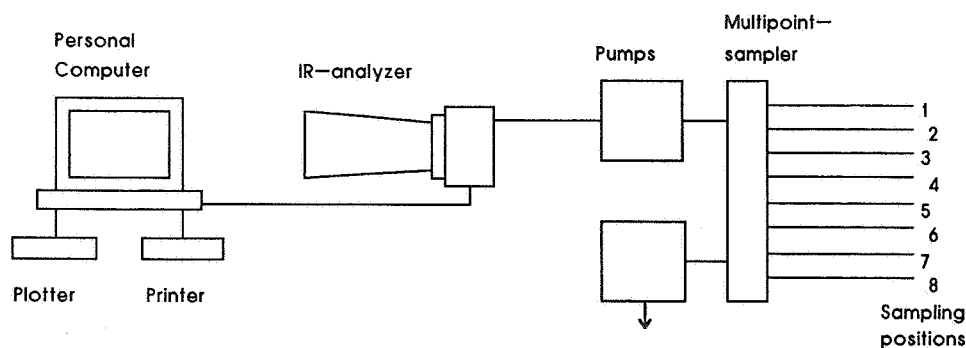 Personal
Computer
IR—analyzer
Pumps
Multipoint—
sampler
1
2
3
4
5
6
7
8
Plotter
Printer
Sampling
positions